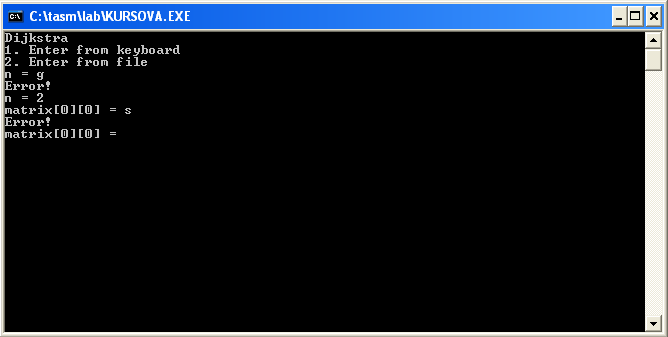 C:\tasm\lab\KURSOVA.EXE
Dijkstra
1. Enter from keyboard
2. Enter from file
n = g
Error!
n = 2
matrix[0][0] = s
Error!
matrix[0][0] =